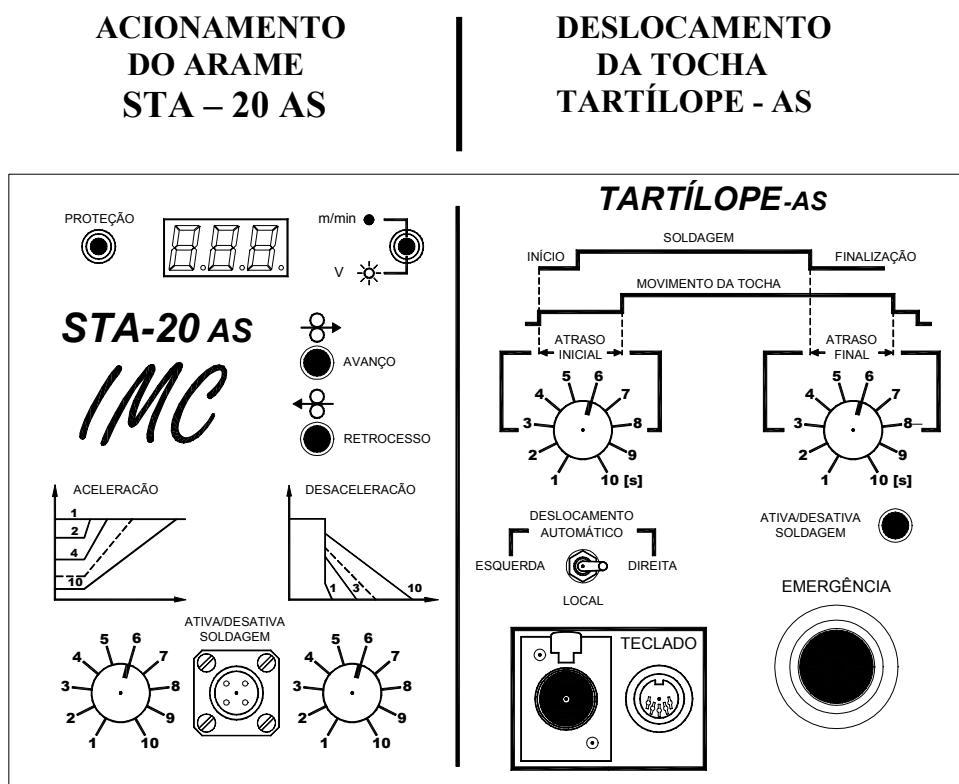 ACIONAMENTO
DO ARAME
STA – 20 AS
DESLOCAMENTO
DA TOCHA
TARTÍLOPE - AS
PROTEÇÃO
m/min
V
STA-20 AS
IMC
AVANÇO
RETROCESSO
ACELERACÃO
1
2
4
10
DESACELERACÃO
1
3
10
ATIVA/DESATIVA
SOLDAGEM
1
2
3
4
5
6
7
8
9
10
1
2
3
4
5
6
7
8
9
10
TARTÍLOPE-AS
SOLDAGEM
INÍCIO
FINALIZAÇÃO
MOVIMENTO DA TOCHA
ATRASO
INICIAL
1
2
3
4
5
6
7
8
9
10 [s]
ATRASO
FINAL
1
2
3
4
5
6
7
8
9
10 [s]
DESLOCAMENTO
AUTOMÁTICO
ESQUERDA
DIREITA
LOCAL
ATIVA/DESATIVA
SOLDAGEM
EMERGÊNCIA
TECLADO